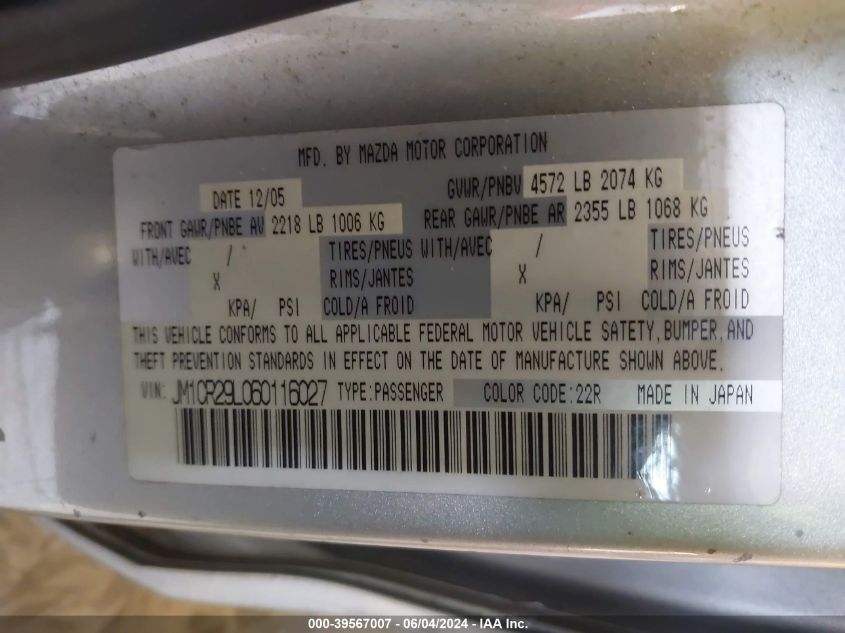 MFD. BY MAZDA MOTOR CORPORATION
DATE 12/05 GVWR/PNBV 4572 LB 2074 KG
FRONT GAWR/PNBE AV 2218 LB 1006 KG REAR GAWR/PNBE AR 2355 LB 1068 KG
WITH/AVEC / TIRES/PNEUS WITH/AVEC / TIRES/PNEUS
X RIMS/JANTES X RIMS/JANTES
KPA/ PSI COLD/A FROID KPA/ PSI COLD/A FROID
THIS VEHICLE CONFORMS TO ALL APPLICABLE FEDERAL MOTOR VEHICLE SAFETY, BUMPER, AND
THEFT PREVENTION STANDARDS IN EFFECT ON THE DATE OF MANUFACTURE SHOWN ABOVE.
VIN: JM1CR29L060116027 TYPE:PASSENGER COLOR CODE:22R MADE IN JAPAN
000-39567007 - 06/04/2024 - IAA Inc.